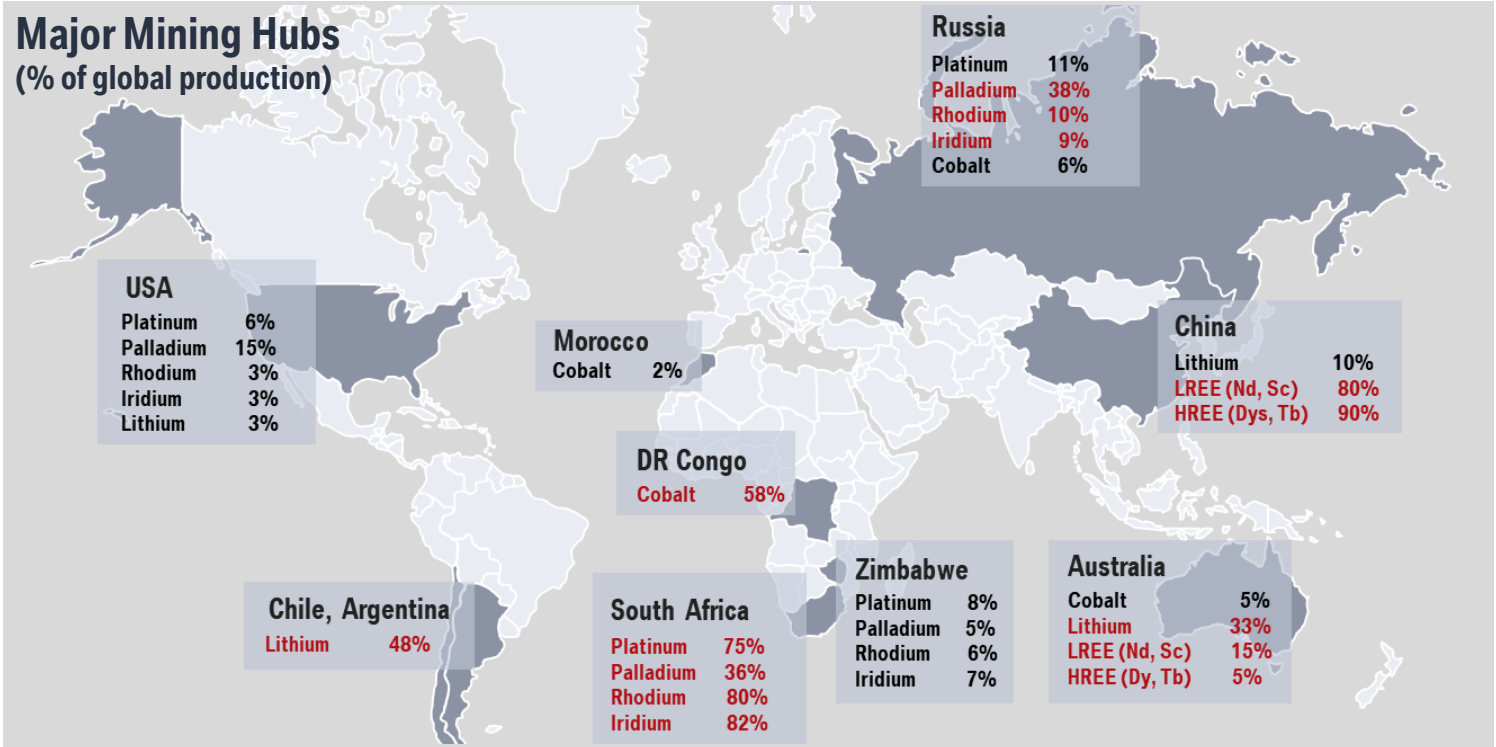 Major Mining Hubs
(% of global production)
Russia
Platinum 11%
Palladium 38%
Rhodium 10%
Iridium 9%
Cobalt 6%
USA
Platinum 6%
Palladium 15%
Rhodium 3%
Iridium 3%
Lithium 3%
Morocco
Cobalt 2%
China
Lithium 10%
LREE (Nd, Sc) 80%
HREE (Dys, Tb) 90%
DR Congo
Cobalt 58%
Chile, Argentina
Lithium 48%
South Africa
Platinum 75%
Palladium 36%
Rhodium 80%
Iridium 82%
Zimbabwe
Platinum 8%
Palladium 5%
Rhodium 6%
Iridium 7%
Australia
Cobalt 5%
Lithium 33%
LREE (Nd, Sc) 15%
HREE (Dy, Tb) 5%